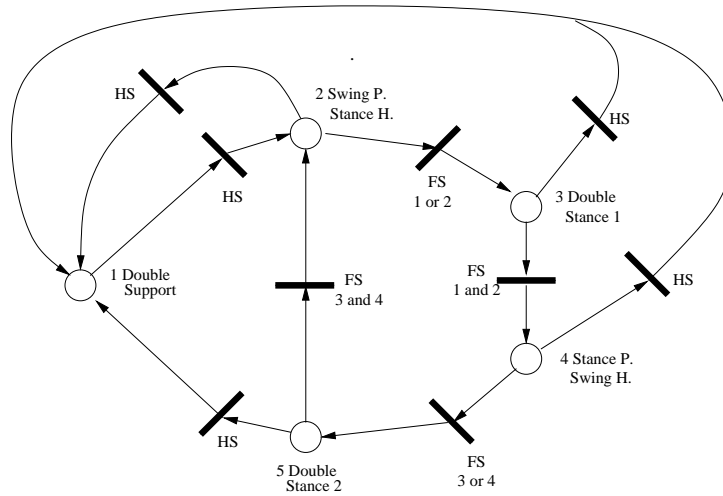 HS
2 Swing P.
Stance H.
HS
HS
FS
1 or 2
3 Double
Stance 1
1 Double
Support
FS
3 and 4
FS
1 and 2
HS
4 Stance P.
Swing H.
HS
5 Double
Stance 2
FS
3 or 4